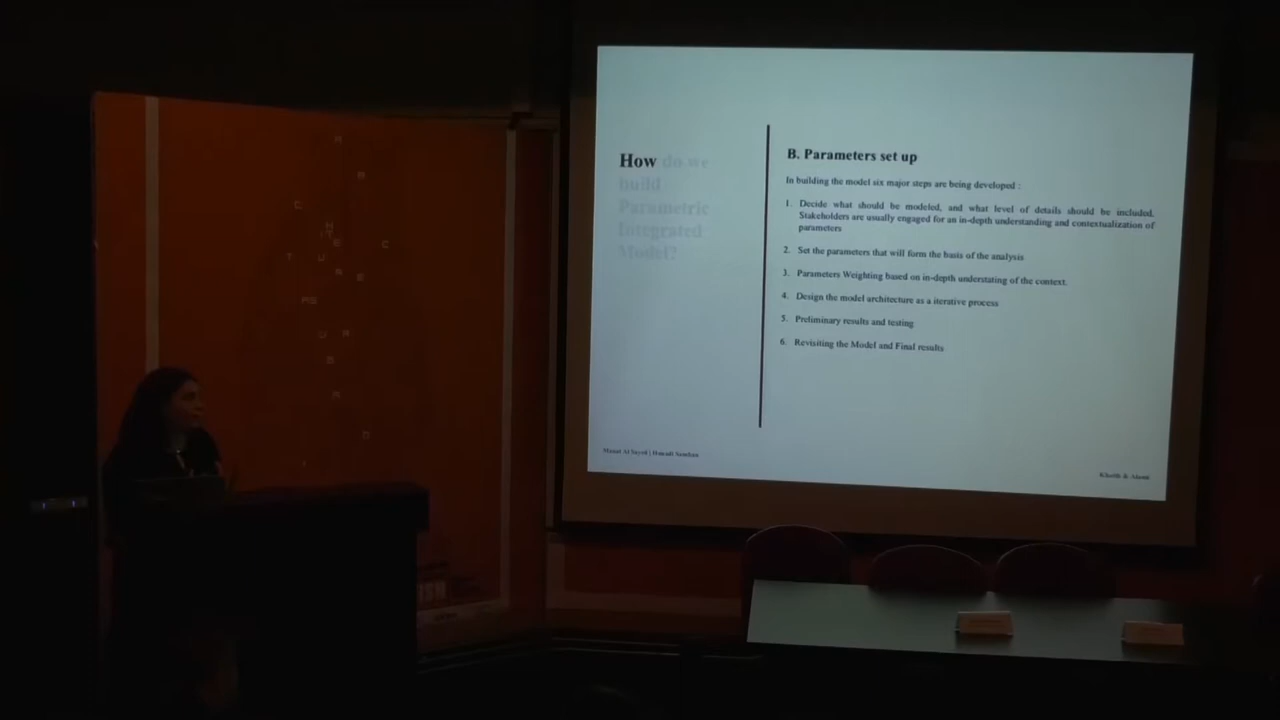 How do we
build
Parametric
Integrated
Model?
B. Parameters set up
In building the model six major steps are being developed :
1. Decide what should be modeled, and what level of details should be included.
Stakeholders are usually engaged for an in-depth understanding and contextualization of
parameters
2. Set the parameters that will form the basis of the analysis
3. Parameters Weighting based on in-depth understating of the context.
4. Design the model architecture as a iterative process
5. Preliminary results and testing
6. Revisiting the Model and Final results